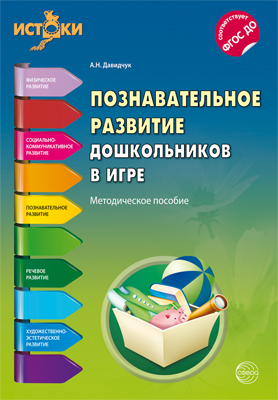 ИСТОКИ
соответствует
ФГОС ДО
А.Н. Давидчук
ФИЗИЧЕСКОЕ
РАЗВИТИЕ
ПОЗНАВАТЕЛЬНОЕ
РАЗВИТИЕ
ДОШКОЛЬНИКОВ
В ИГРЕ
Методическое пособие
СОЦИАЛЬНО-
КОММУНИКАТИВНОЕ
РАЗВИТИЕ
ПОЗНАВАТЕЛЬНОЕ
РАЗВИТИЕ
РЕЧЕВОЕ
РАЗВИТИЕ
ХУДОЖЕСТВЕННО-
ЭСТЕТИЧЕСКОЕ
РАЗВИТИЕ
сфера